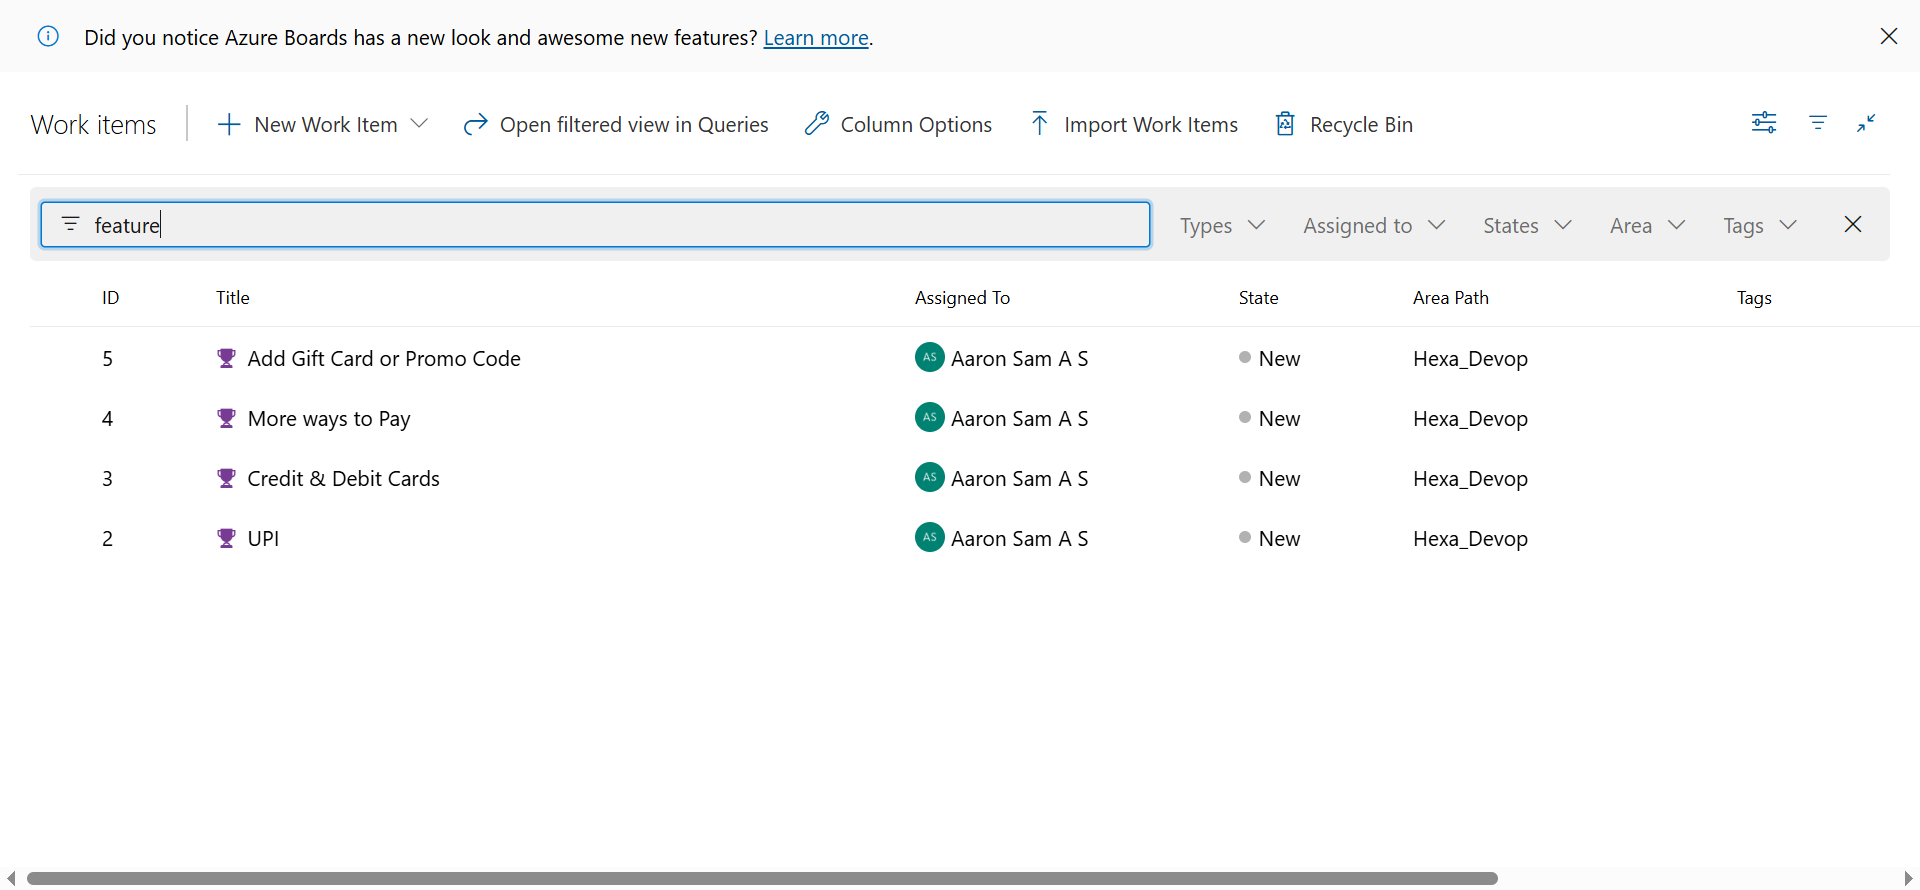 Did you notice Azure Boards has a new look and awesome new features? Learn more.
Work items New Work Item Open filtered view in Queries Column Options Import Work Items Recycle Bin
feature Types Assigned to States Area Tags
ID Title Assigned To State Area Path Tags
5 Add Gift Card or Promo Code AS Aaron Sam A S New Hexa_Devop
4 More ways to Pay AS Aaron Sam A S New Hexa_Devop
3 Credit & Debit Cards AS Aaron Sam A S New Hexa_Devop
2 UPI AS Aaron Sam A S New Hexa_Devop